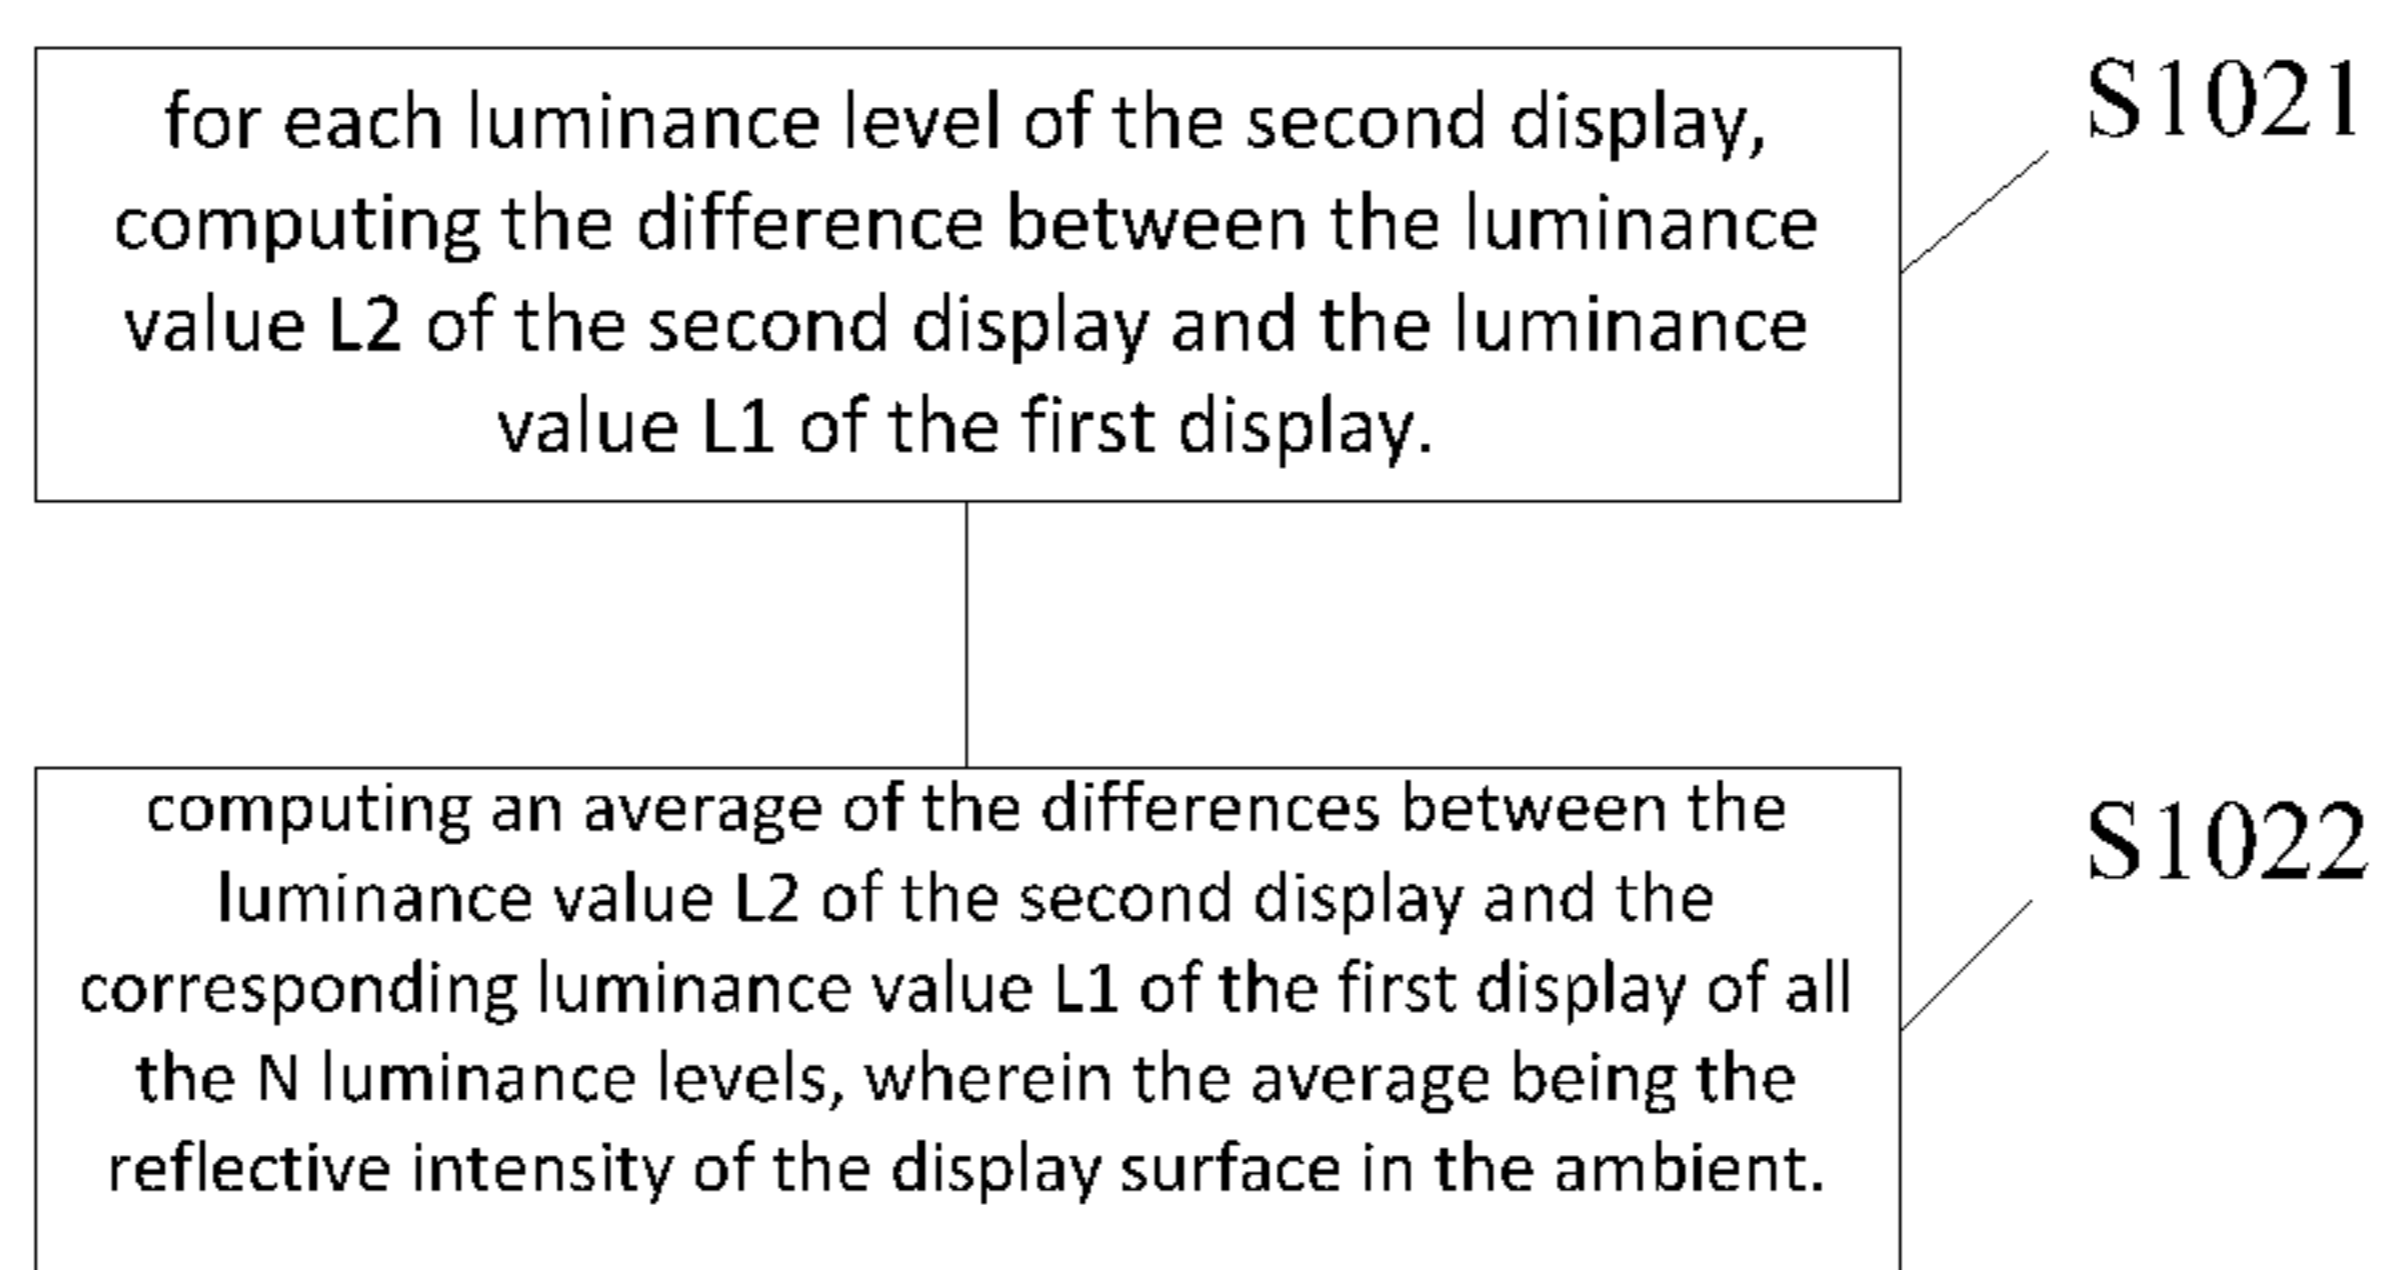 for each luminance level of the second display,
computing the difference between the luminance
value L2 of the second display and the luminance
value L1 of the first display.
S1021
computing an average of the differences between the
luminance value L2 of the second display and the
corresponding luminance value L1 of the first display of all
the N luminance levels, wherein the average being the
reflective intensity of the display surface in the ambient.
S1022